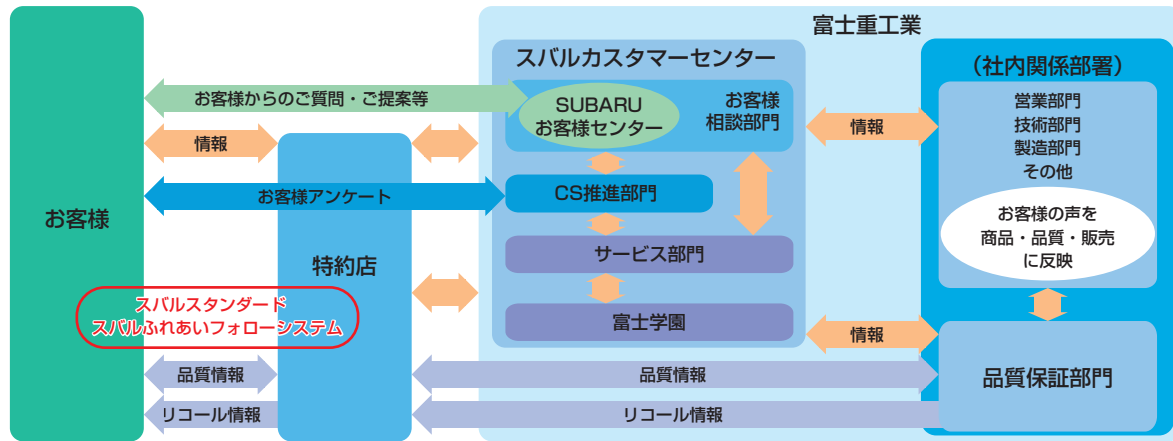 富士重工業
スバルカスタマーセンター
（社内関係部署）
お客様からのご質問・ご提案等
SUBARU
お客様センター
お客様
相談部門
情報
情報
営業部門
技術部門
製造部門
その他
お客様アンケート
CS推進部門
お客様
お客様の声を
商品・品質・販売
に反映
特約店
サービス部門
スバルスタンダード
スバルふれあいフォローシステム
富士学園
情報
品質情報
品質情報
品質保証部門
リコール情報
リコール情報